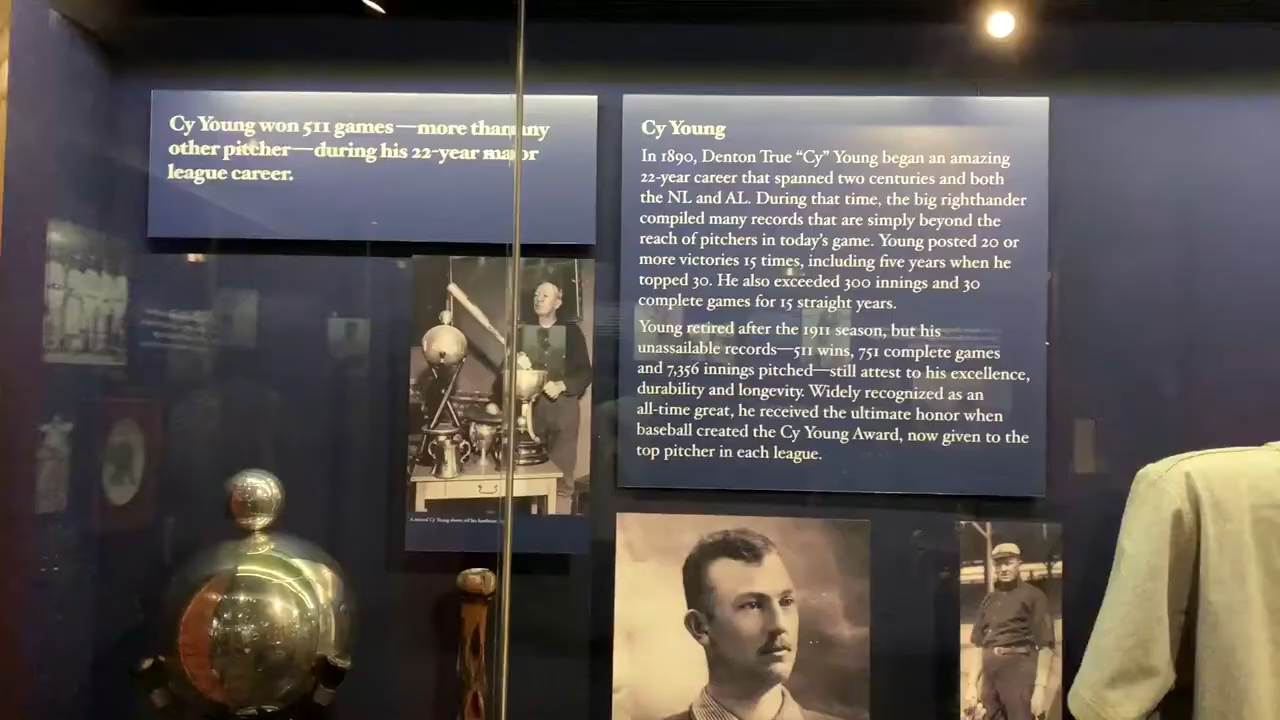 Cy Young won 511 games—more than any
other pitcher—during his 22-year major
league career.
Cy Young
In 1890, Denton True “Cy” Young began an amazing
22-year career that spanned two centuries and both
the NL and AL. During that time, the big righthander
compiled many records that are simply beyond the
reach of pitchers in today’s game. Young posted 20 or
more victories 15 times, including five years when he
topped 30. He also exceeded 300 innings and 30
complete games for 15 straight years.
Young retired after the 1911 season, but his
unassailable records—511 wins, 751 complete games
and 7,356 innings pitched—still attest to his excellence,
durability and longevity. Widely recognized as an
all-time great, he received the ultimate honor when
baseball created the Cy Young Award, now given to the
top pitcher in each league.
A retired Cy Young shows off his